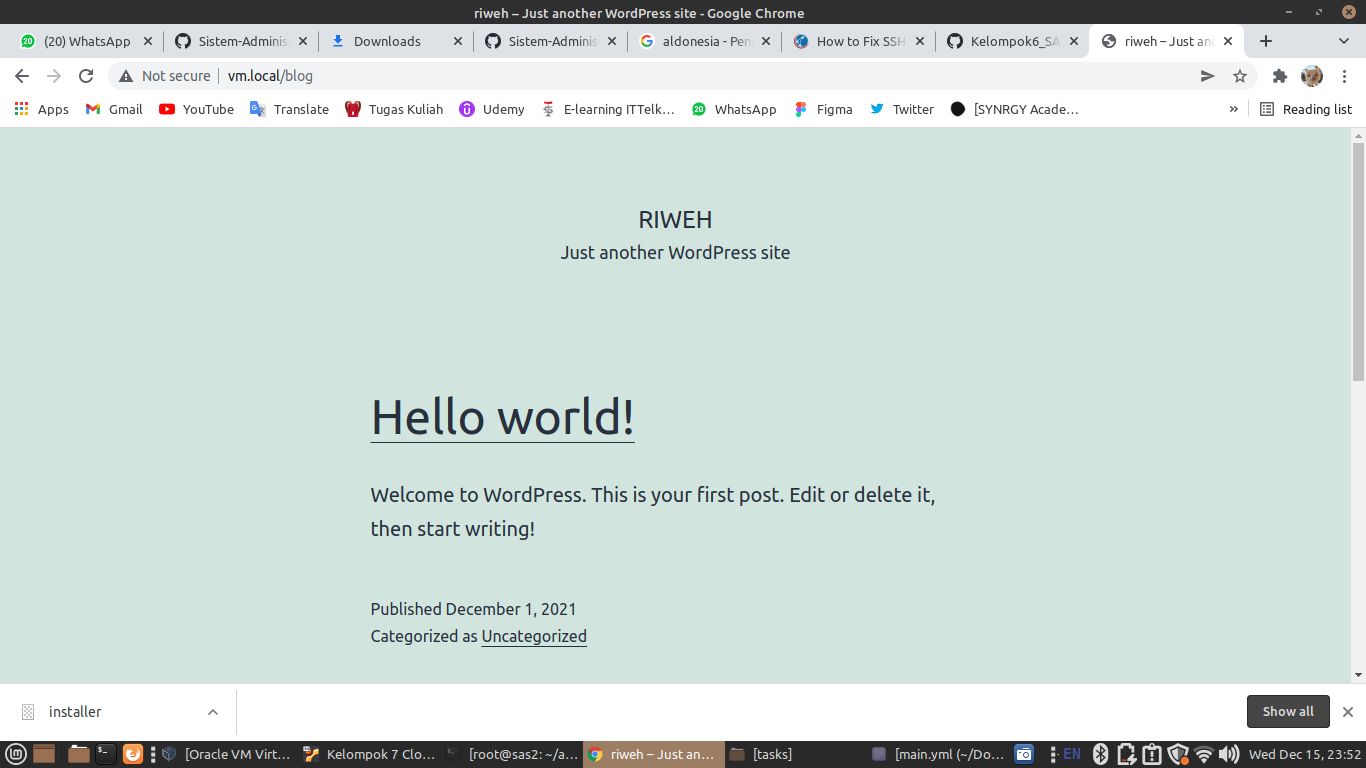 riweh – Just another WordPress site - Google Chrome
(20) WhatsApp
Sistem-Adminis
Downloads
Sistem-Adminis
aldonesia - Pen
How to Fix SSH
Kelompok6_SA
riweh – Just an
Not secure
vm.local/blog
Apps
Gmail
YouTube
Translate
Tugas Kuliah
Udemy
E-learning ITTelk...
WhatsApp
Figma
Twitter
[SYNRGY Acade...
»
Reading list
RIWEH
Just another WordPress site
Hello world!
Welcome to WordPress. This is your first post. Edit or delete it,
then start writing!
Published December 1, 2021
Categorized as Uncategorized
installer
Show all
[Oracle VM Virt...
Kelompok 7 Clo...
[root@sas2: ~/a...
riweh – Just an...
[tasks]
[main.yml (~/Do...
EN
Wed Dec 15, 23:52